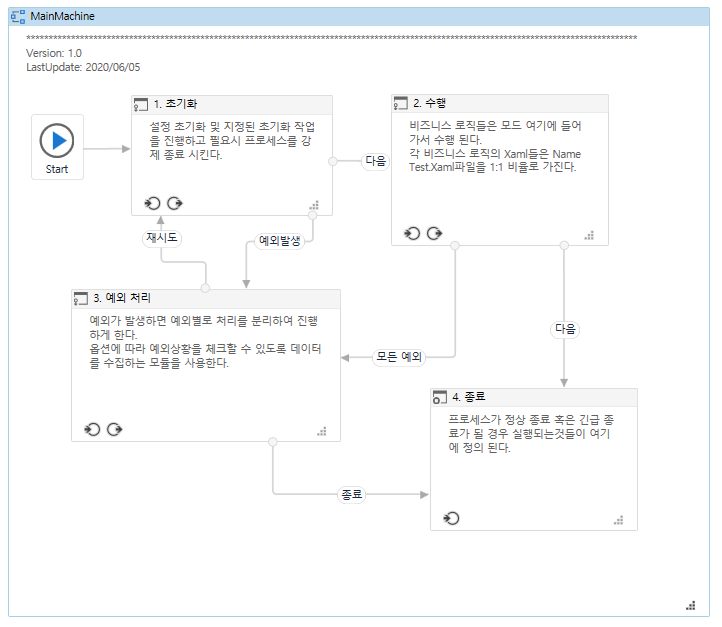 MainMachine
************************************************************************************************************************************
Version: 1.0
LastUpdate: 2020/06/05
Start
1. 초기화
설정 초기화 및 지정된 초기화 작업
을 진행하고 필요시 프로세스를 강
제 종료 시킨다.
다음
2. 수행
비즈니스 로직들은 모드 여기에 들어
가서 수행 된다.
각 비즈니스 로직의 Xaml들은 Name
Test.Xaml파일을 1:1 비율로 가진다.
재시도
예외발생
3. 예외 처리
예외가 발생하면 예외별로 처리를 분리하여 진행
하게 한다.
옵션에 따라 예외상황을 체크할 수 있도록 데이터
를 수집하는 모듈을 사용한다.
모든 예외
다음
4. 종료
프로세스가 정상 종료 혹은 긴급 종
료가 될 경우 실행되는것들이 여기
에 정의 된다.
종료